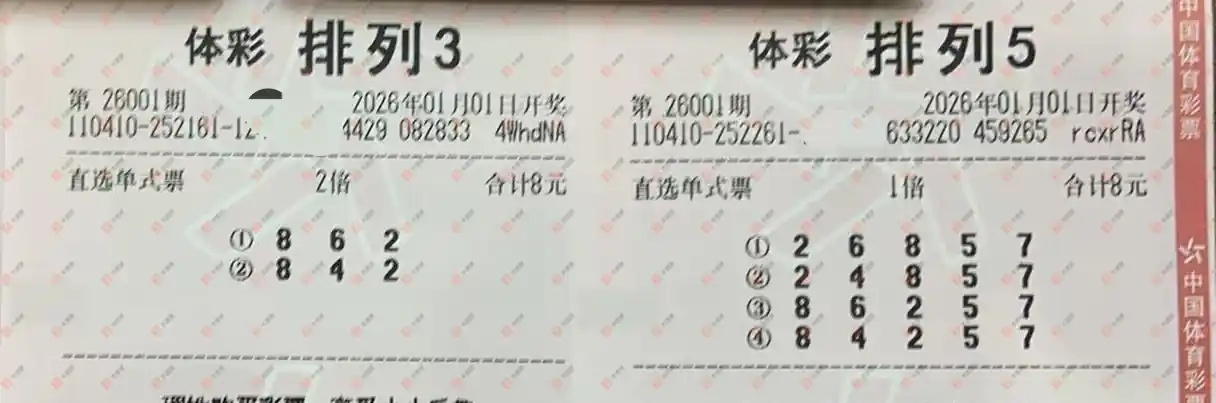 体彩 排列3
第 26001期 2026年01月01日开奖
110410-252161-12 4429 082833 4WhdNA
直选单式票 2倍 合计8元
① 8 6 2
② 8 4 2
体彩 排列5
第 26001期 2026年01月01日开奖
110410-252261- 633220 459265 rcxrRA
直选单式票 1倍 合计8元
① 2 6 8 5 7
② 2 4 8 5 7
③ 8 6 2 5 7
④ 8 4 2 5 7
中国体育彩票
中国体育彩票